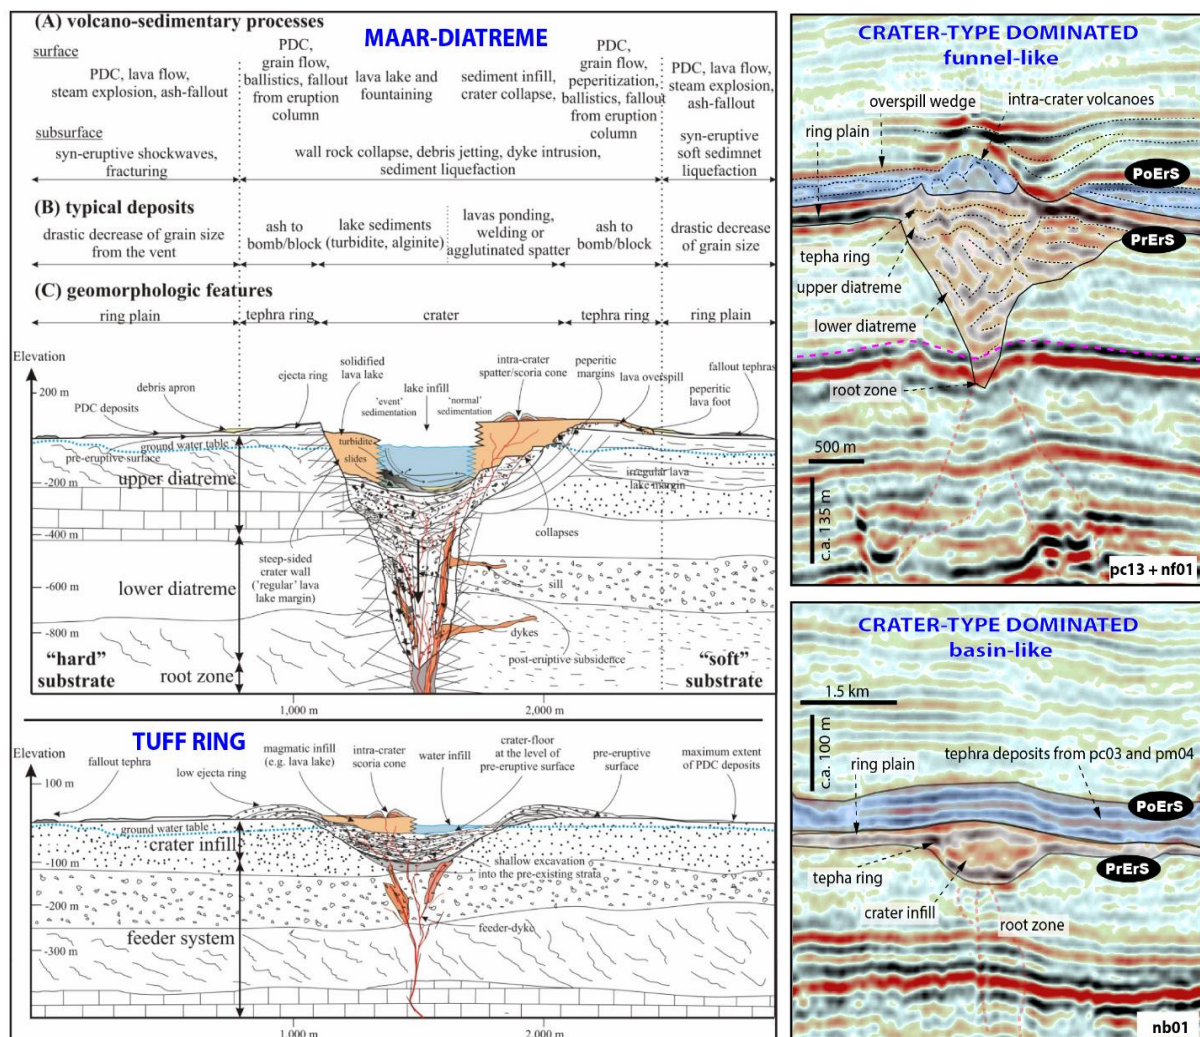 (A) volcano-sedimentary processes
MAAR-DIATREME
surface
PDC, lava flow,
steam explosion, ash-fallout
PDC,
grain flow,
ballistics, fallout
from eruption
column
lava lake and
fountaining
sediment infill,
crater collapse,
PDC,
grain flow,
peperitization,
ballistics, fallout
from eruption
column
PDC, lava flow,
steam explosion,
ash-fallout
subsurface
syn-eruptive shockwaves,
fracturing
wall rock collapse, debris jetting, dyke intrusion,
sediment liquefaction
syn-eruptive
soft sedimnet
liquefaction
(B) typical deposits
drastic decrease of grain size
from the vent
ash to
bomb/block
lake sediments
(turbidite, alginite)
lavas ponding,
welding or
agglutinated spatter
ash to
bomb/block
drastic decrease
of grain size
(C) geomorphologic features
ring plain
tephra ring
crater
tephra ring
ring plain
Elevation
200 m
-200 m
-400 m
-600 m
-800 m
debris apron
PDC deposits
ejecta ring
solidified
lava lake
'event'
sedimentation
lake infill
'normal'
sedimentation
intra-crater
spatter/scoria cone
peperitic
margins
lava overspill
peperitic
lava foot
fallout tephras
ground water table
pre-eruptive surface
turbidite
slides
irregular lava
lake margin
upper diatreme
collapses
steep-sided
crater wall
('regular' lava
lake margin)
lower diatreme
sill
dykes
post-eruptive subsidence
"hard"
substrate
root zone
"soft"
substrate
1,000 m
2,000 m
TUFF RING
Elevation
100 m
-100 m
-200 m
-300 m
fallout tephra
low ejecta ring
magmatic infill
(e.g. lava lake)
intra-crater
scoria cone
water infill
crater-floor
at the level of
pre-eruptive surface
pre-eruptive
surface
maximum extent
of PDC deposits
ground water table
crater infill
shallow excavation
into the pre-existing strata
feeder-dyke
feeder system
1,000 m
2,000 m
CRATER-TYPE DOMINATED
funnel-like
overspill wedge
intra-crater volcanoes
ring plain
PoErS
PrErS
tepha ring
upper diatreme
lower diatreme
root zone
500 m
c.a. 135 m
pc13 + nf01
CRATER-TYPE DOMINATED
basin-like
1.5 km
c.a. 100 m
tephra deposits from pc03 and pm04
ring plain
PoErS
PrErS
tepha ring
crater infill
root zone
nb01